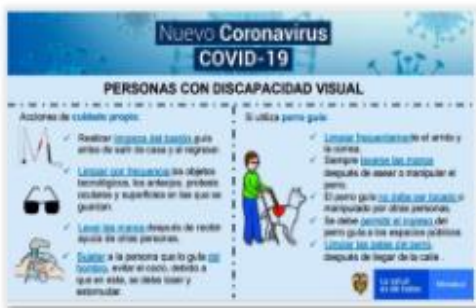 Nuevo Coronavirus
COVID-19
PERSONAS CON DISCAPACIDAD VISUAL
Acciones de cuidado propio:
Realizar limpieza del bastón guía
antes de salir de casa y al regresar.
Limpiar con frecuencia los objetos
tecnológicos, los anteojos, prótesis
oculares y superficies en las que se
guardan.
Lave las manos después de recibir
ayuda de otras personas.
Sujetar a la persona que lo guía del
hombro, evitar el codo, debido a
que en este, se debe toser y
estornudar.
Si utiliza perro guía:
Limpiar frecuentemente el arnés y
la correa.
Siempre lavarse las manos
después de asear o manipular el
perro.
El perro guía no debe ser tocado ni
manipulado por otras personas.
Se debe permitir el ingreso del
perro guía a los espacios públicos.
Limpiar las patas del perro,
después de llegar de la calle.
La salud
es de todos
Minsalud